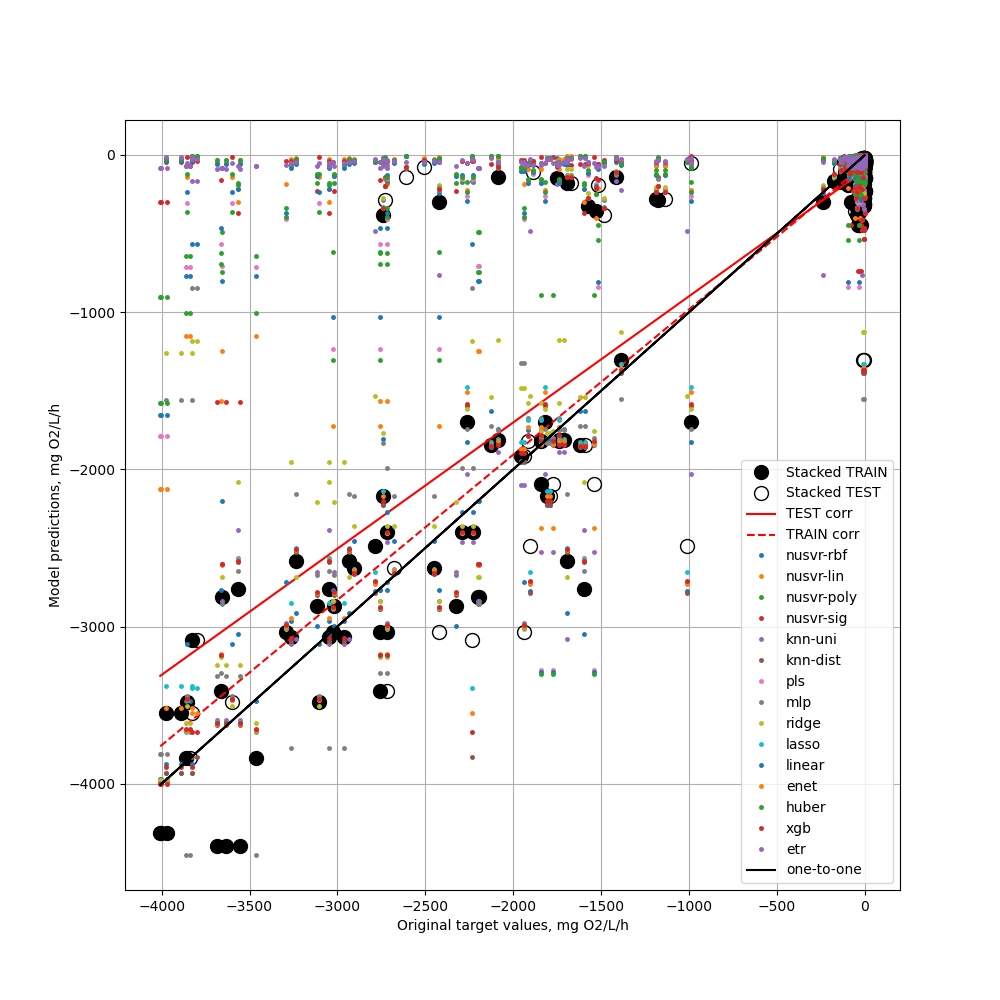 0
−1000
−2000
−3000
−4000
Model predictions, mg O2/L/h
−4000 −3500 −3000 −2500 −2000 −1500 −1000 −500 0
Original target values, mg O2/L/h
Stacked TRAIN
Stacked TEST
TEST corr
TRAIN corr
nusvr-rbf
nusvr-lin
nusvr-poly
nusvr-sig
knn-uni
knn-dist
pls
mlp
ridge
lasso
linear
enet
huber
xgb
etr
one-to-one